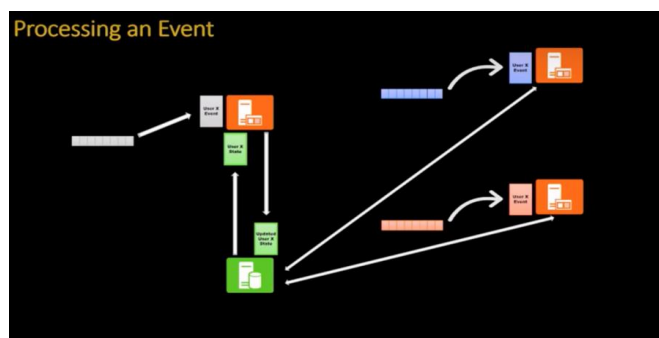 Processing an Event
User X
Event
User X
State
Updated
User X
State
User X
Event
User X
Event